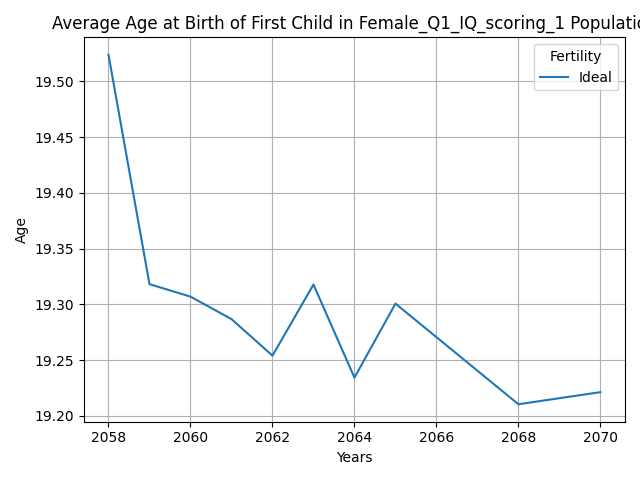 Average Age at Birth of First Child in Female_Q1_IQ_scoring_1 Populatio
Fertility
Ideal
19.50
19.45
19.40
19.35
19.30
19.25
19.20
Age
2058 2060 2062 2064 2066 2068 2070
Years